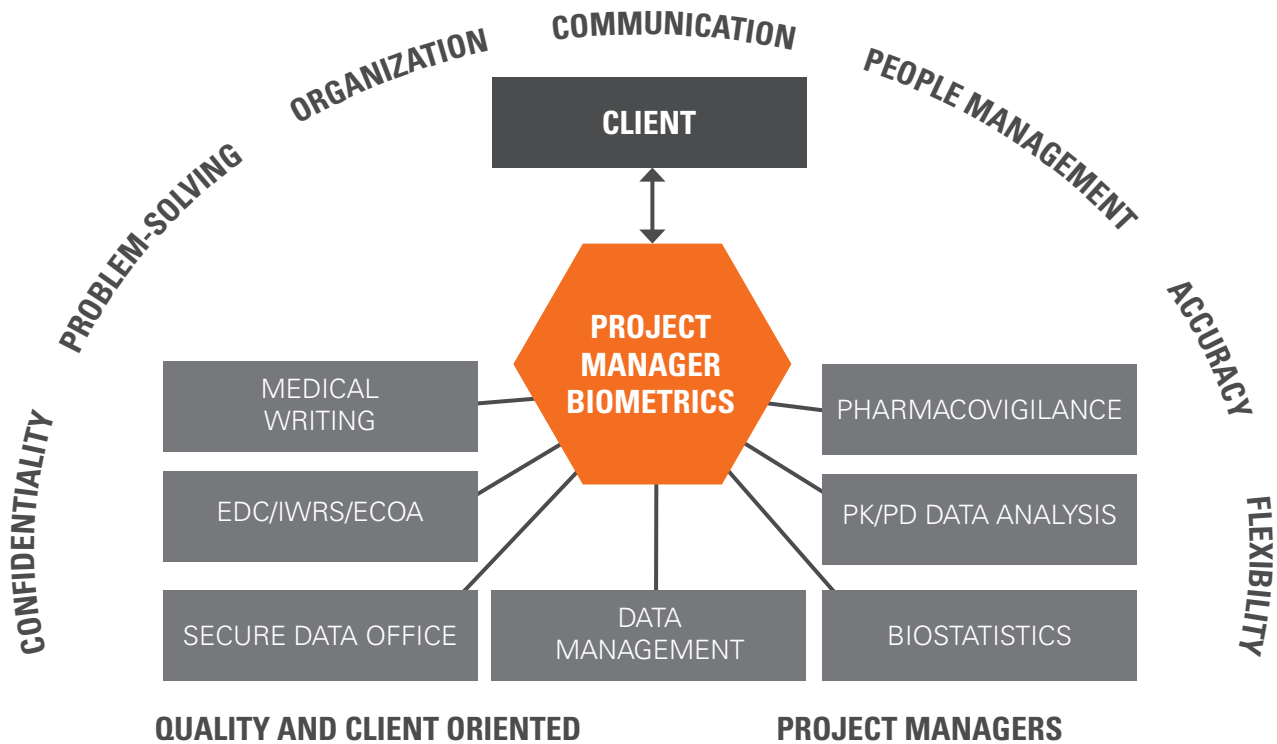 COMMUNICATION
ORGANIZATION
PEOPLE MANAGEMENT
PROBLEM-SOLVING
ACCURACY
CONFIDENTIALITY
FLEXIBILITY
CLIENT
PROJECT
MANAGER
BIOMETRICS
MEDICAL
WRITING
PHARMACOVIGILANCE
EDC/IWRS/ECOA
PK/PD DATA ANALYSIS
SECURE DATA OFFICE
DATA
MANAGEMENT
BIOSTATISTICS
QUALITY AND CLIENT ORIENTED
PROJECT MANAGERS